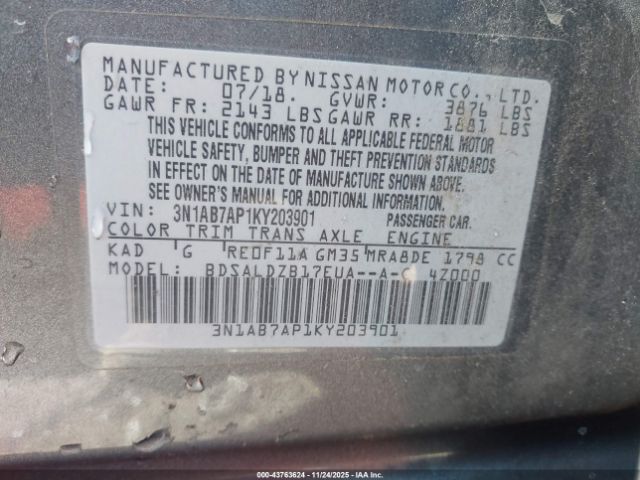 MANUFACTURED BY NISSAN MOTOR CO., LTD.
DATE: 07/18. GVWR: 3876 LBS
GAWR FR: 2143 LBS GAWR RR: 1881 LBS
THIS VEHICLE CONFORMS TO ALL APPLICABLE FEDERAL MOTOR
VEHICLE SAFETY, BUMPER AND THEFT PREVENTION STANDARDS
IN EFFECT ON THE DATE OF MANUFACTURE SHOWN ABOVE.
SEE OWNER'S MANUAL FOR ADDITIONAL INFORMATION.
VIN: 3N1AB7AP1KY203901 PASSENGER CAR.
COLOR TRIM TRANS AXLE ENGINE
KAD G RE0F11A GM35 MRA8DE 1798 CC
MODEL: BDSALDZB17EUA--A-C 4Z000
3N1AB7AP1KY203901
000-43763624 - 11/24/2025 - IAA, Inc.